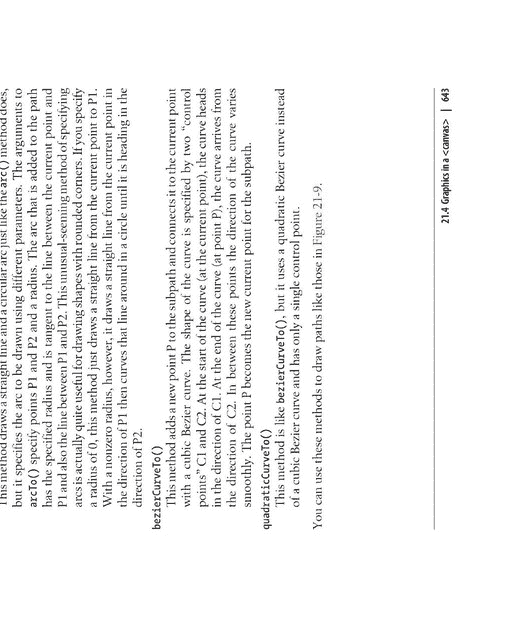 This method draws a straight line and a circular arc just like the arc() method does,
but it specifies the arc to be drawn using different parameters. The arguments to
arcTo() specify points P1 and P2 and a radius. The arc that is added to the path
has the specified radius and is tangent to the line between the current point and
P1 and also the line between P1 and P2. This unusual-seeming method of specifying
arcs is actually quite useful for drawing shapes with rounded corners. If you specify
a radius of 0, this method just draws a straight line from the current point to P1.
With a nonzero radius, however, it draws a straight line from the current point in
the direction of P1 then curves that line around in a circle until it is heading in the
direction of P2.
bezierCurveTo()
This method adds a new point P to the subpath and connects it to the current point
with a cubic Bezier curve. The shape of the curve is specified by two “control
points” C1 and C2. At the start of the curve (at the current point), the curve heads
in the direction of C1. At the end of the curve (at point P), the curve arrives from
the direction of C2. In between these points the direction of the curve varies
smoothly. The point P becomes the new current point for the subpath.
quadraticCurveTo()
This method is like bezierCurveTo(), but it uses a quadratic Bezier curve instead
of a cubic Bezier curve and has only a single control point.
You can use these methods to draw paths like those in Figure 21-9.
21.4 Graphics in a <canvas> | 643